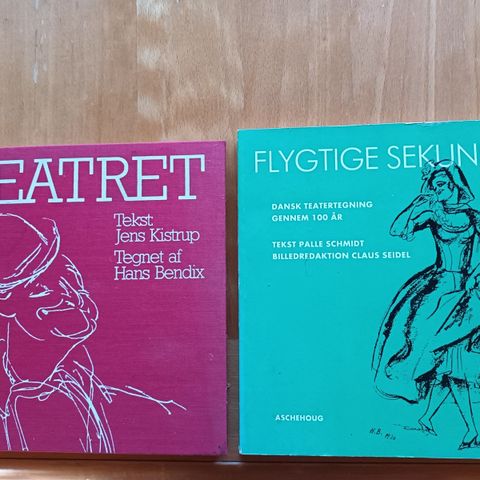 EATRET
Tekst
Jens Kistrup
Tegnet af
Hans Bendix
FLYGTIGE SEKUN
DANSK TEATERTEGNING
GENNEM 100 ÅR
TEKST PALLE SCHMIDT
BILLEDREDAKTION CLAUS SEIDEL
ASCHEHOUG